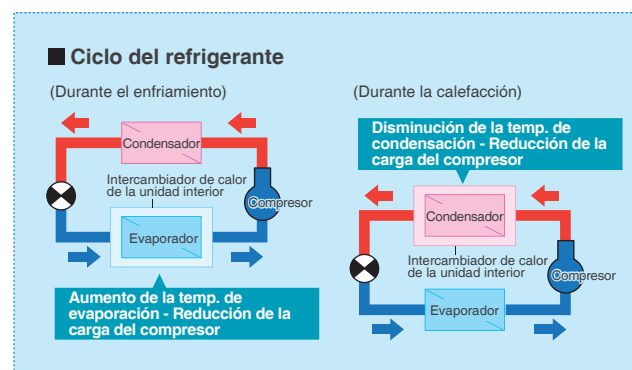 Ciclo del refrigerante
(Durante el enfriamiento)
Condensador
Intercambiador de calor
de la unidad interior
Compresor
Evaporador
Aumento de la temp. de
evaporación - Reducción de la
carga del compresor
(Durante la calefacción)
Disminución de la temp. de
condensación - Reducción de la
carga del compresor
Condensador
Intercambiador de calor
de la unidad interior
Compresor
Evaporador